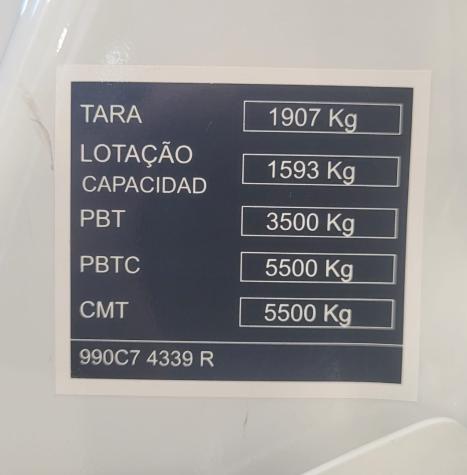 TARA 1907 Kg
LOTAÇÃO
CAPACIDAD 1593 Kg
PBT 3500 Kg
PBTC 5500 Kg
CMT 5500 Kg
990C7 4339 R